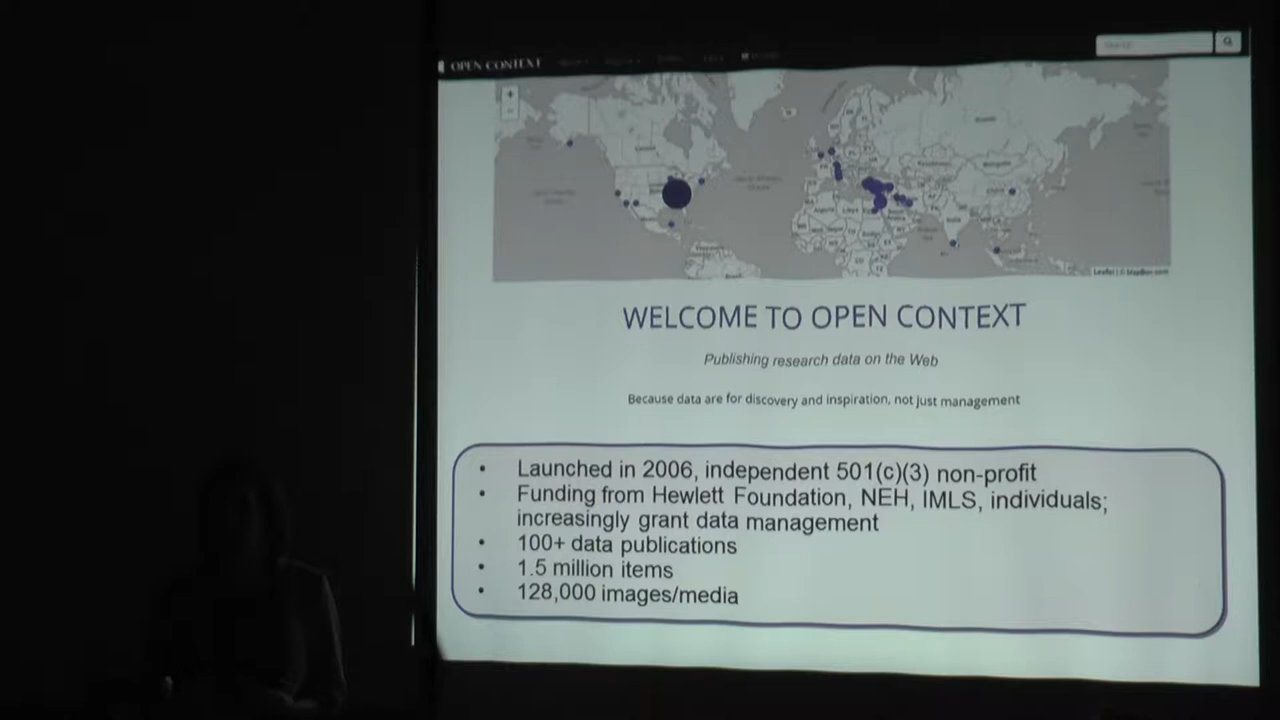 OPEN CONTEXT
WELCOME TO OPEN CONTEXT
Publishing research data on the Web
Because data are for discovery and inspiration, not just management
• Launched in 2006, independent 501(c)(3) non-profit
• Funding from Hewlett Foundation, NEH, IMLS, individuals;
increasingly grant data management
• 100+ data publications
• 1.5 million items
• 128,000 images/media